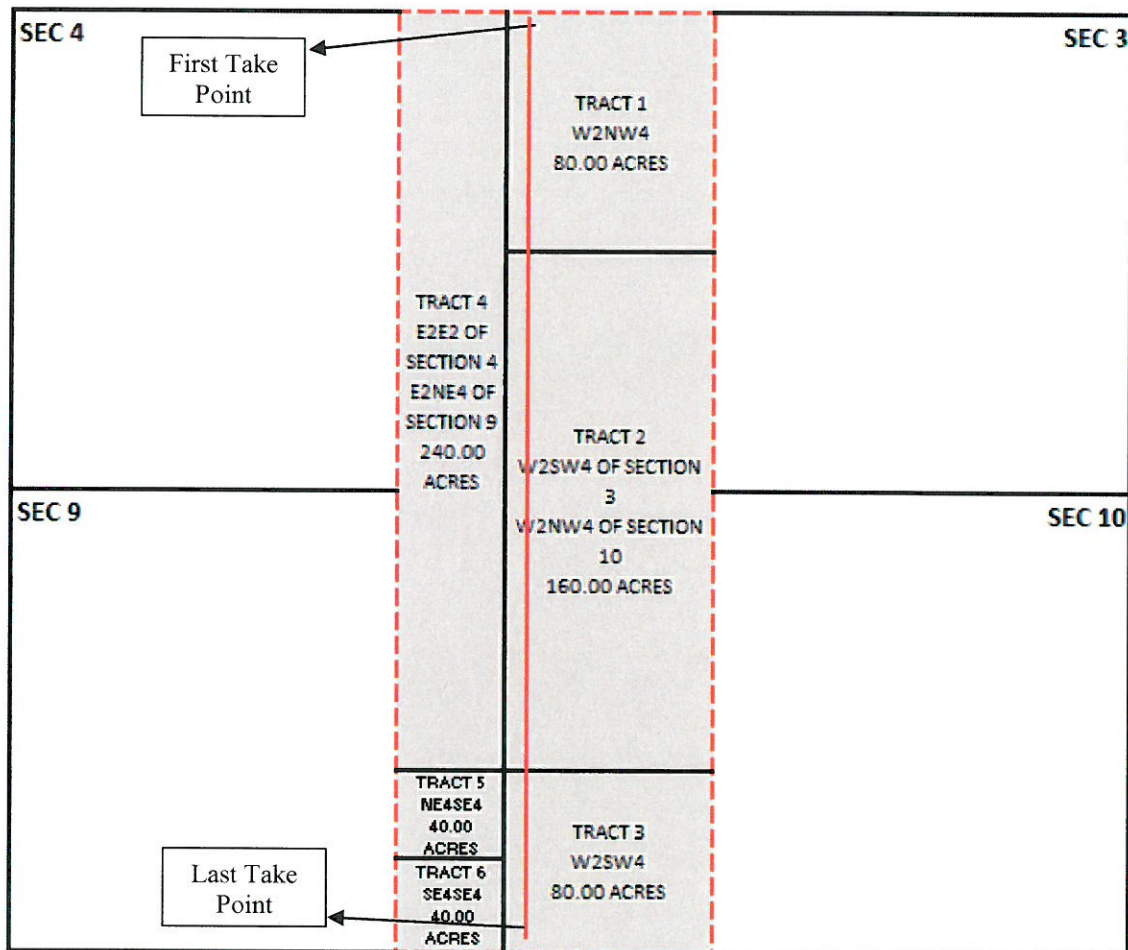 SEC 4
SEC 3
First Take
Point
TRACT 1
W2NW4
80.00 ACRES
TRACT 4
E2E2 OF
SECTION 4
E2NE4 OF
SECTION 9
240.00
ACRES
TRACT 2
W2SW4 OF SECTION
3
W2NW4 OF SECTION
10
160.00 ACRES
SEC 9
SEC 10
TRACT 5
NE4SE4
40.00
ACRES
TRACT 3
W2SW4
80.00 ACRES
Last Take
Point
TRACT 6
SE4SE4
40.00
ACRES